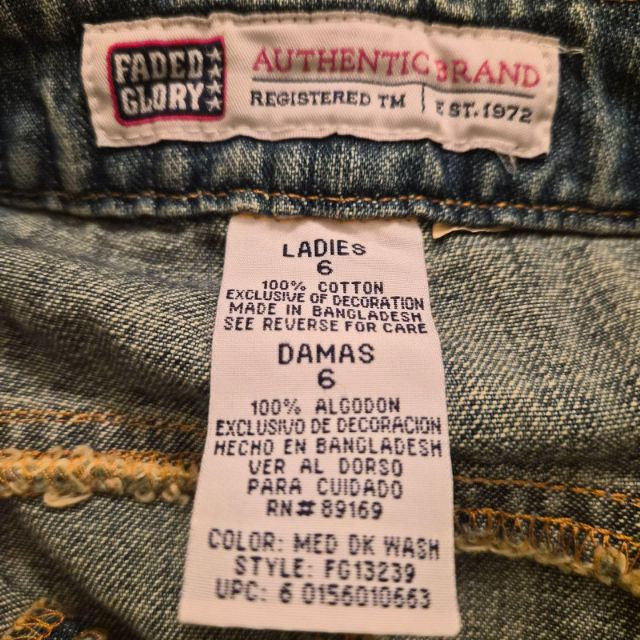 FADED
GLORY
AUTHENTIC BRAND
REGISTERED TM EST. 1972
LADIES
6
100% COTTON
EXCLUSIVE OF DECORATION
MADE IN BANGLADESH
SEE REVERSE FOR CARE
DAMAS
6
100% ALGODON
EXCLUSIVO DE DECORACION
HECHO EN BANGLADESH
VER AL DORSO
PARA CUIDADO
RN# 89169
COLOR: MED DK WASH
STYLE: FG13239
UPC: 6 0156010663